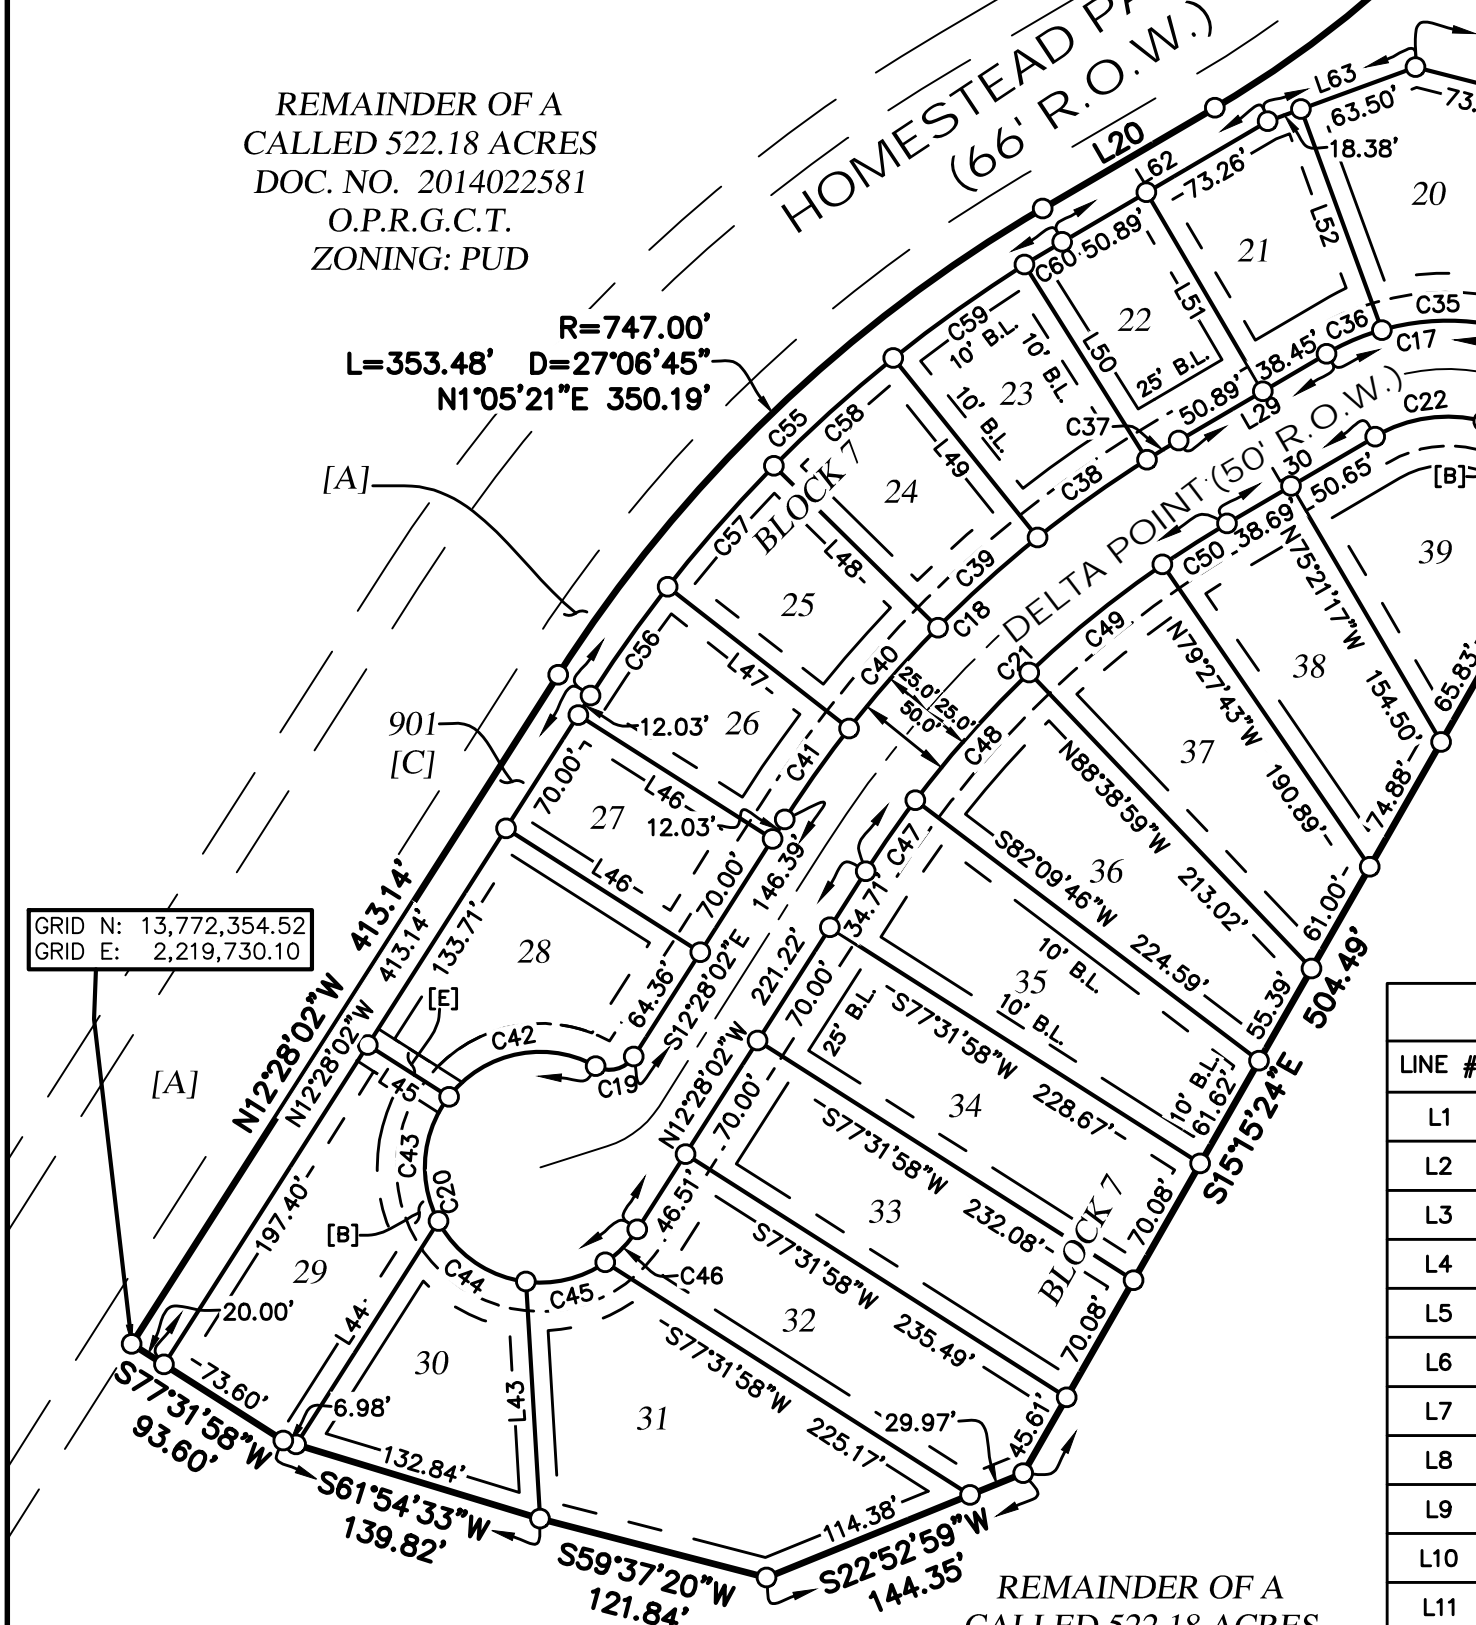 REMAINDER OF A
CALLED 522.18 ACRES
DOC. NO. 2014022581
O.P.R.G.C.T.
ZONING: PUD
HOMESTEAD PA
(66' R.O.W.)
L20
L63
63.50'
73.
18.38'
L62
73.26'
L52
20
21
C60
50.89'
L51
22
25' B.L.
C59
10' B.L.
10' B.L.
10' B.L.
23
L50
38.45'
C36
C35
C17
50.89'
L29
C37
C38
C22
R=747.00'
L=353.48' D=27°06'45"
N1°05'21"E 350.19'
C55
C58
BLOCK 7
L49
24
DELTA POINT (50' R.O.W.)
L30
50.65'
[B]
[A]
C57
L48
C39
C18
C50
38.69'
N75°21'17"W 154.50'
39
25
C56
L47
C40
C21
C49
N79°27'43"W 190.89'
38
65.83'
901
[C]
12.03'
26
25.0'
25.0'
50.0'
C48
37
N88°38'59"W 213.02'
74.88'
70.00'
L46
C41
27
12.03'
146.39'
C47
36
S82°09'46"W 224.59'
61.00'
GRID N: 13,772,354.52
GRID E: 2,219,730.10
N12°28'02"W 413.14'
N12°28'02"W 413.14'
133.71'
L46
28
70.00'
34.71'
35
10' B.L.
10' B.L.
55.39'
S15°15'24"E 504.49'
[E]
64.36'
S12°28'02"E
221.22'
70.00'
25' B.L.
S77°31'58"W 228.67'
10' B.L.
61.62'
[A]
L45
C42
C19
N12°28'02"W
70.00'
34
S77°31'58"W 232.08'
C43
C20
[B]
197.40'
46.51'
33
S77°31'58"W 235.49'
BLOCK 7
70.08'
29
C44
C45
C46
32
S77°31'58"W 225.17'
70.08'
20.00'
L44
30
L43
31
73.60'
6.98'
132.84'
29.97'
45.61'
S77°31'58"W
93.60'
S61°54'33"W
139.82'
114.38'
S59°37'20"W
121.84'
S22°52'59"W
144.35'
REMAINDER OF A
CALLED 522.18 ACRES
LINE #
L1
L2
L3
L4
L5
L6
L7
L8
L9
L10
L11